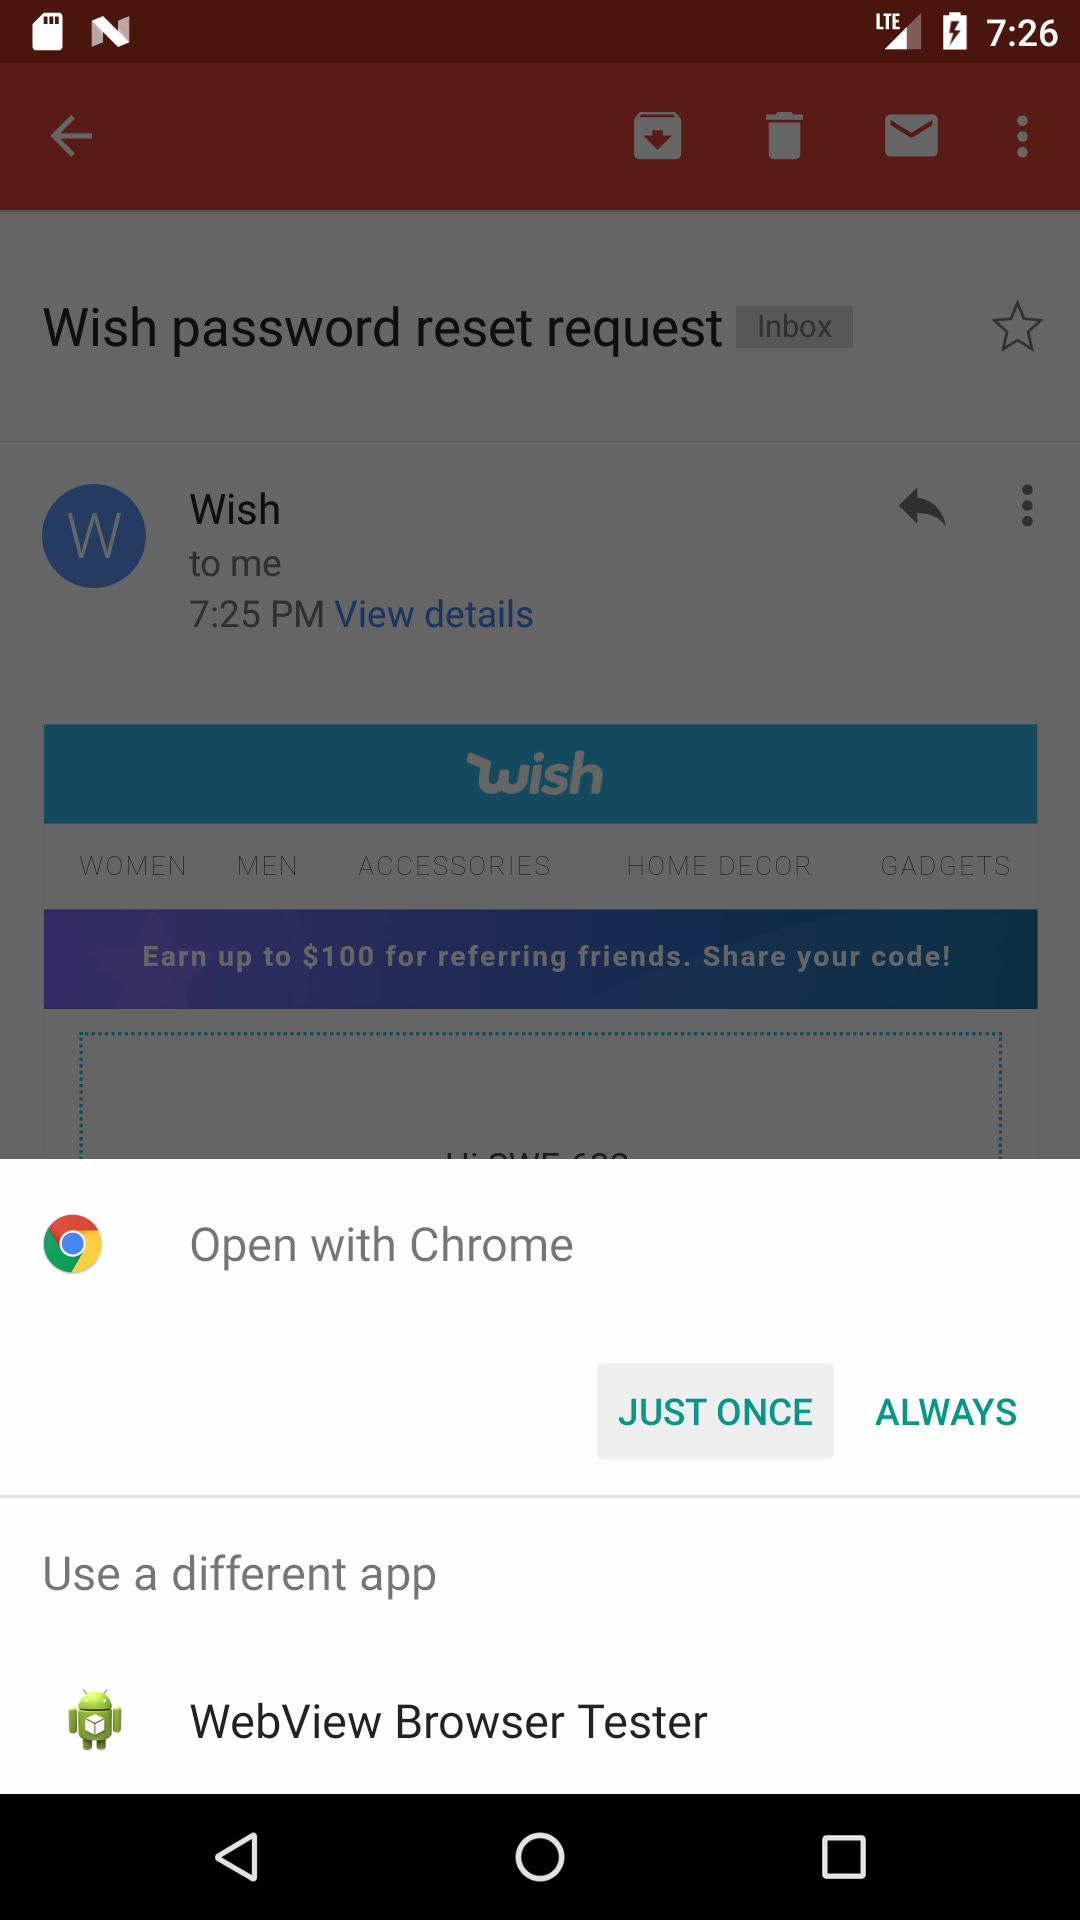 LTE 7:26
Wish password reset request Inbox
W
Wish
to me
7:25 PM View details
wish
WOMEN MEN ACCESSORIES HOME DECOR GADGETS
Earn up to $100 for referring friends. Share your code!
Open with Chrome
JUST ONCE ALWAYS
Use a different app
WebView Browser Tester